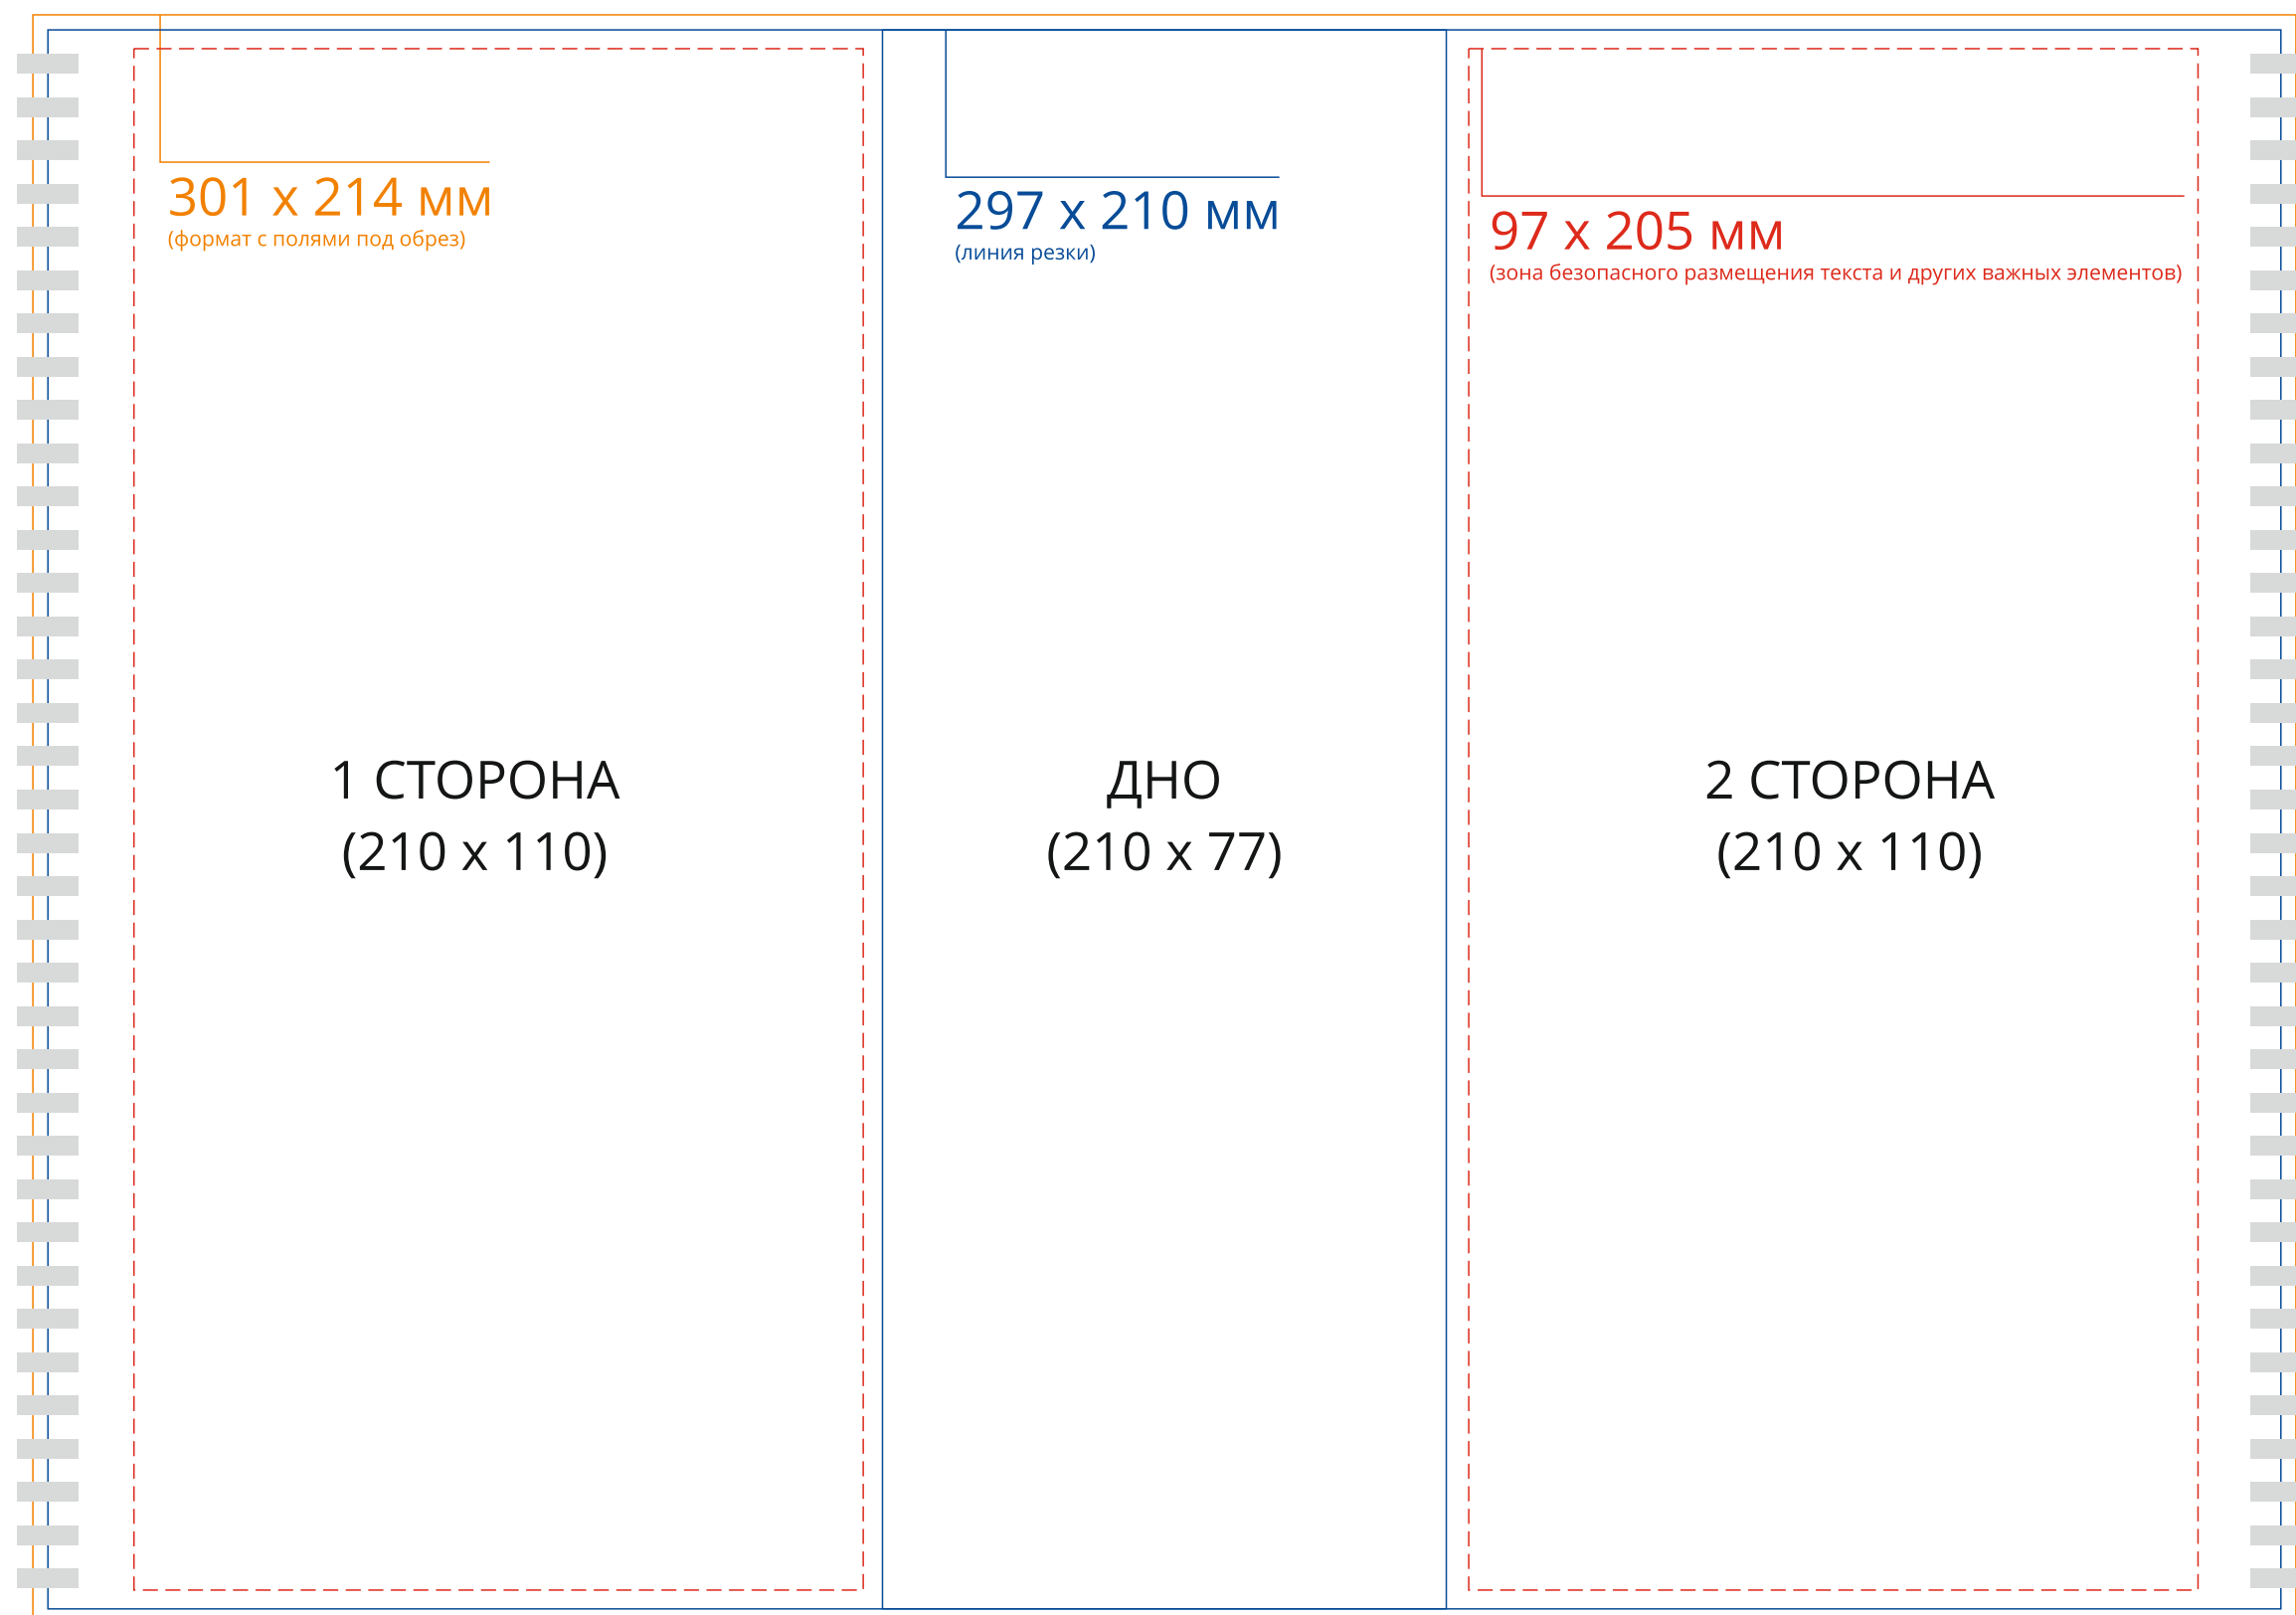 301 x 214 мм
(формат с полями под обрез)
297 x 210 мм
(линия резки)
97 x 205 мм
(зона безопасного размещения текста и других важных элементов)
1 СТОРОНА
(210 x 110)
ДНО
(210 x 77)
2 СТОРОНА
(210 x 110)